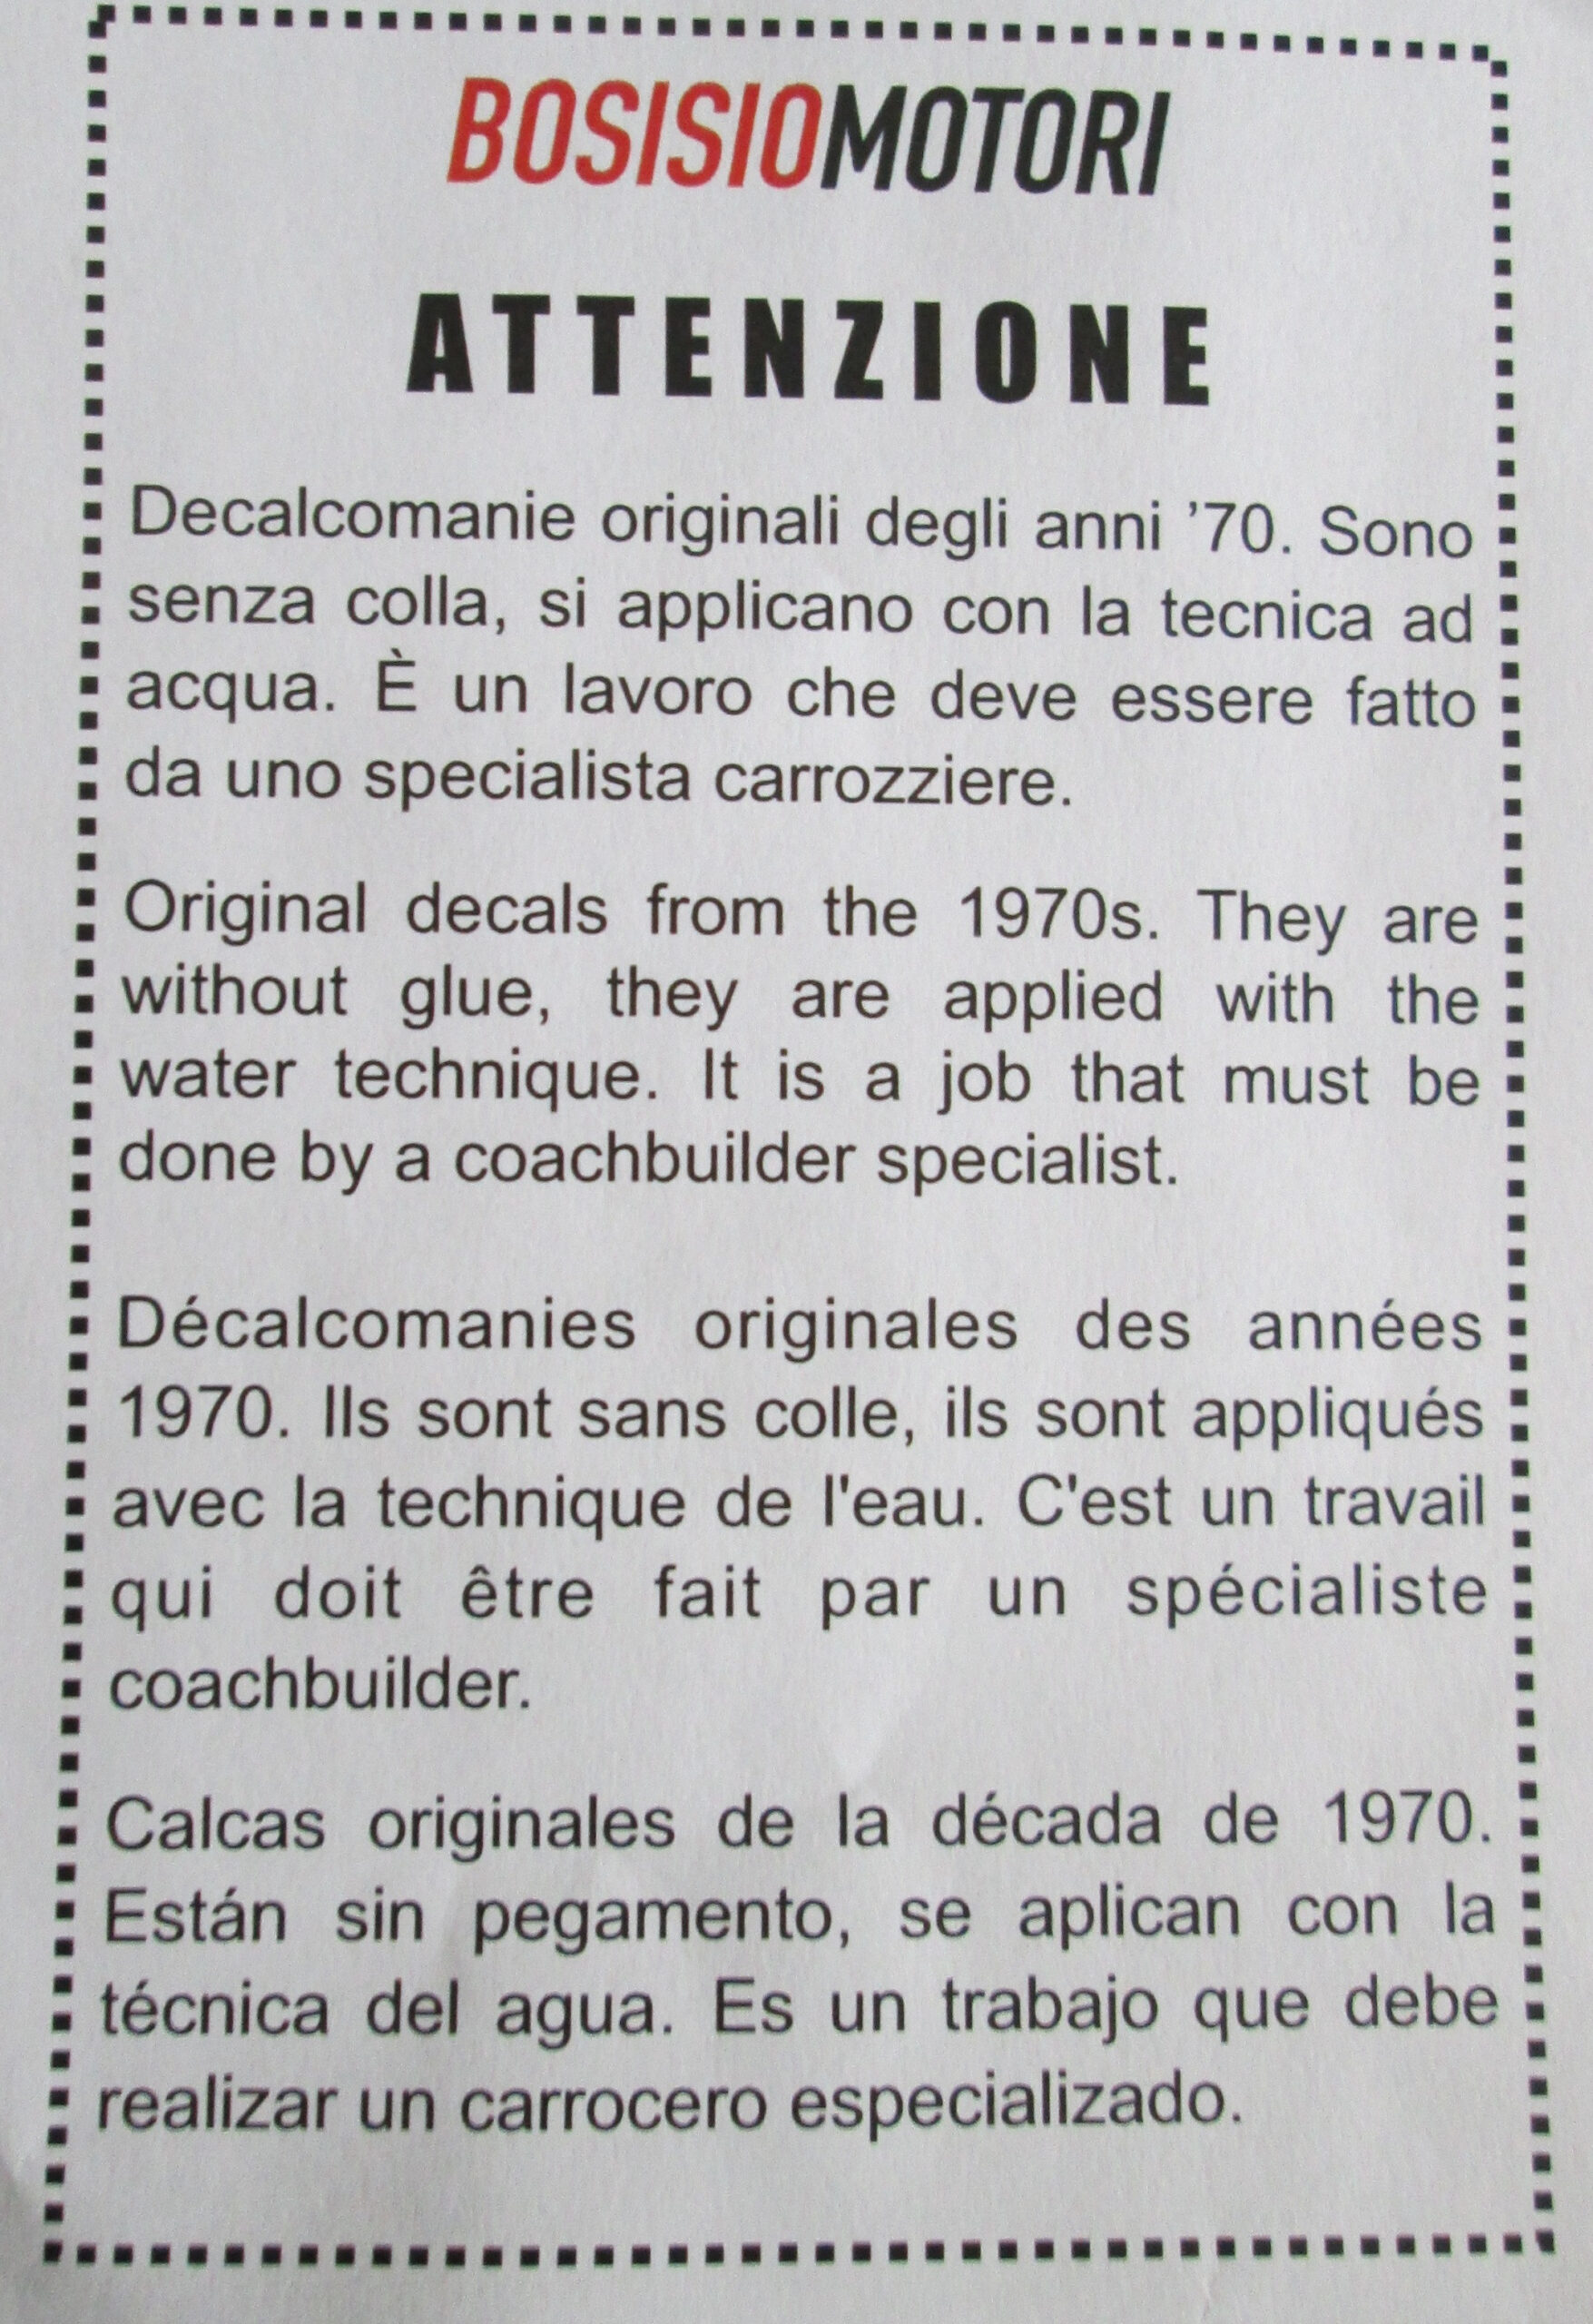 BOSISIOMOTORI
ATTENZIONE
Decalcomanie originali degli anni ’70. Sono
senza colla, si applicano con la tecnica ad
acqua. È un lavoro che deve essere fatto
da uno specialista carrozziere.
Original decals from the 1970s. They are
without glue, they are applied with the
water technique. It is a job that must be
done by a coachbuilder specialist.
Décalcomanies originales des années
1970. Ils sont sans colle, ils sont appliqués
avec la technique de l'eau. C'est un travail
qui doit être fait par un spécialiste
coachbuilder.
Calcas originales de la década de 1970.
Están sin pegamento, se aplican con la
técnica del agua. Es un trabajo que debe
realizar un carrocero especializado.